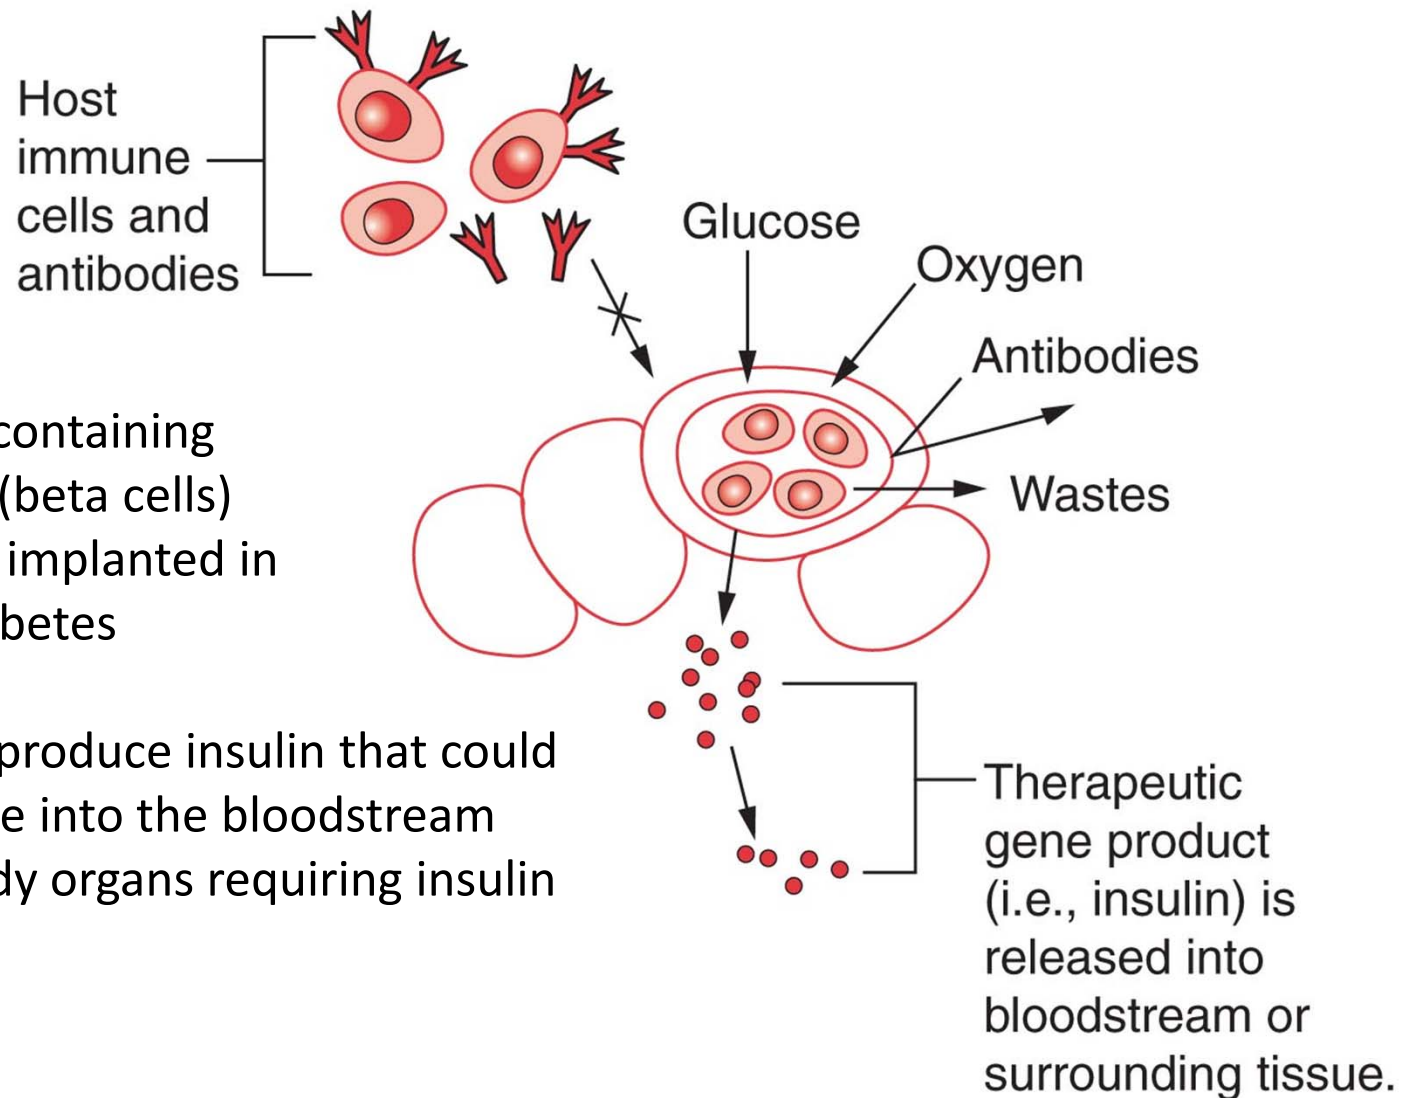 Host
immune
cells and
antibodies
Glucose
Oxygen
Antibodies
Wastes
containing
(beta cells)
implanted in
betes
produce insulin that could
e into the bloodstream
dy organs requiring insulin
Therapeutic
gene product
(i.e., insulin) is
released into
bloodstream or
surrounding tissue.